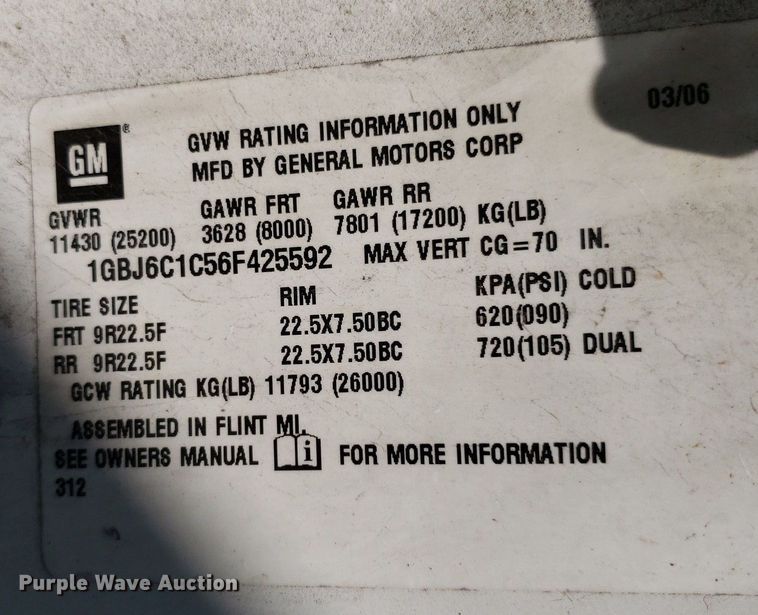 03/06
GM®
GVW RATING INFORMATION ONLY
MFD BY GENERAL MOTORS CORP
GVWR GAWR FRT GAWR RR
11430 (25200) 3628 (8000) 7801 (17200) KG(LB)
1GBJ6C1C56F425592 MAX VERT CG=70 IN.
TIRE SIZE RIM KPA(PSI) COLD
FRT 9R22.5F 22.5X7.50BC 620(090)
RR 9R22.5F 22.5X7.50BC 720(105) DUAL
GCW RATING KG(LB) 11793 (26000)
ASSEMBLED IN FLINT MI.
SEE OWNERS MANUAL i FOR MORE INFORMATION
312
Purple Wave Auction